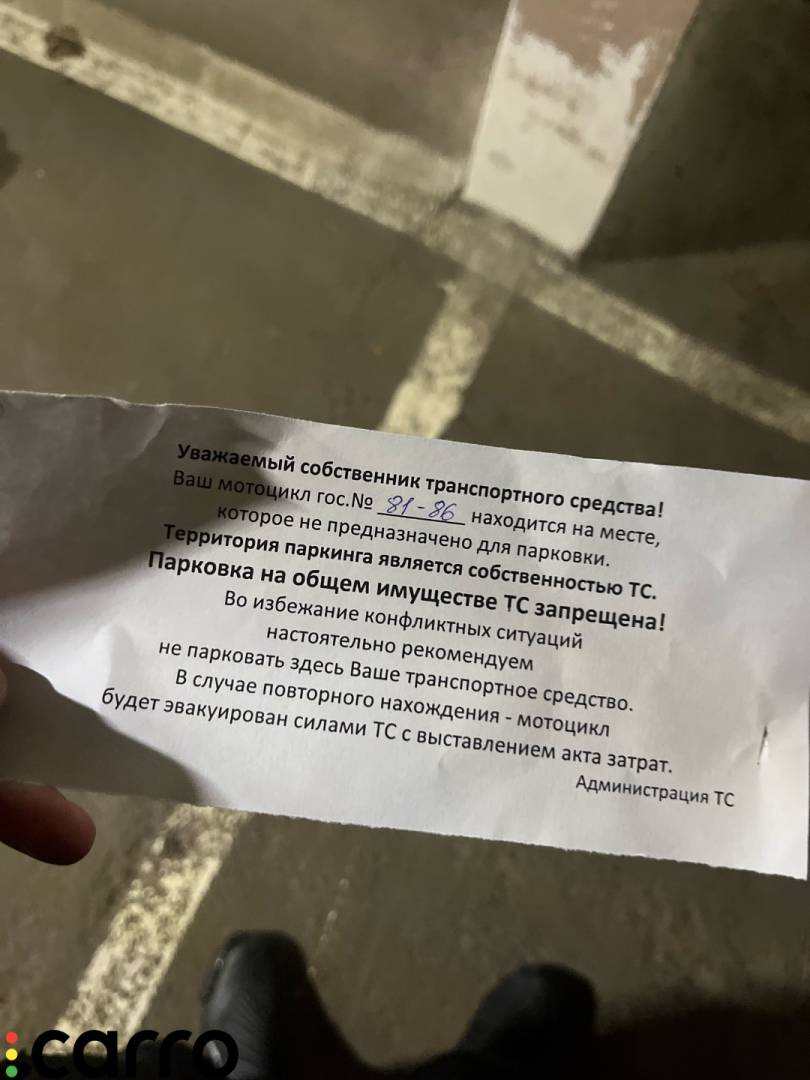 Уважаемый собственник транспортного средства!
Ваш мотоцикл гос.№ 81-86 находится на месте,
которое не предназначено для парковки.
Территория паркинга является собственностью ТС.
Парковка на общем имуществе ТС запрещена!
Во избежание конфликтных ситуаций
настоятельно рекомендуем
не парковать здесь Ваше транспортное средство.
В случае повторного нахождения - мотоцикл
будет эвакуирован силами ТС с выставлением акта затрат.
Администрация ТС
carro